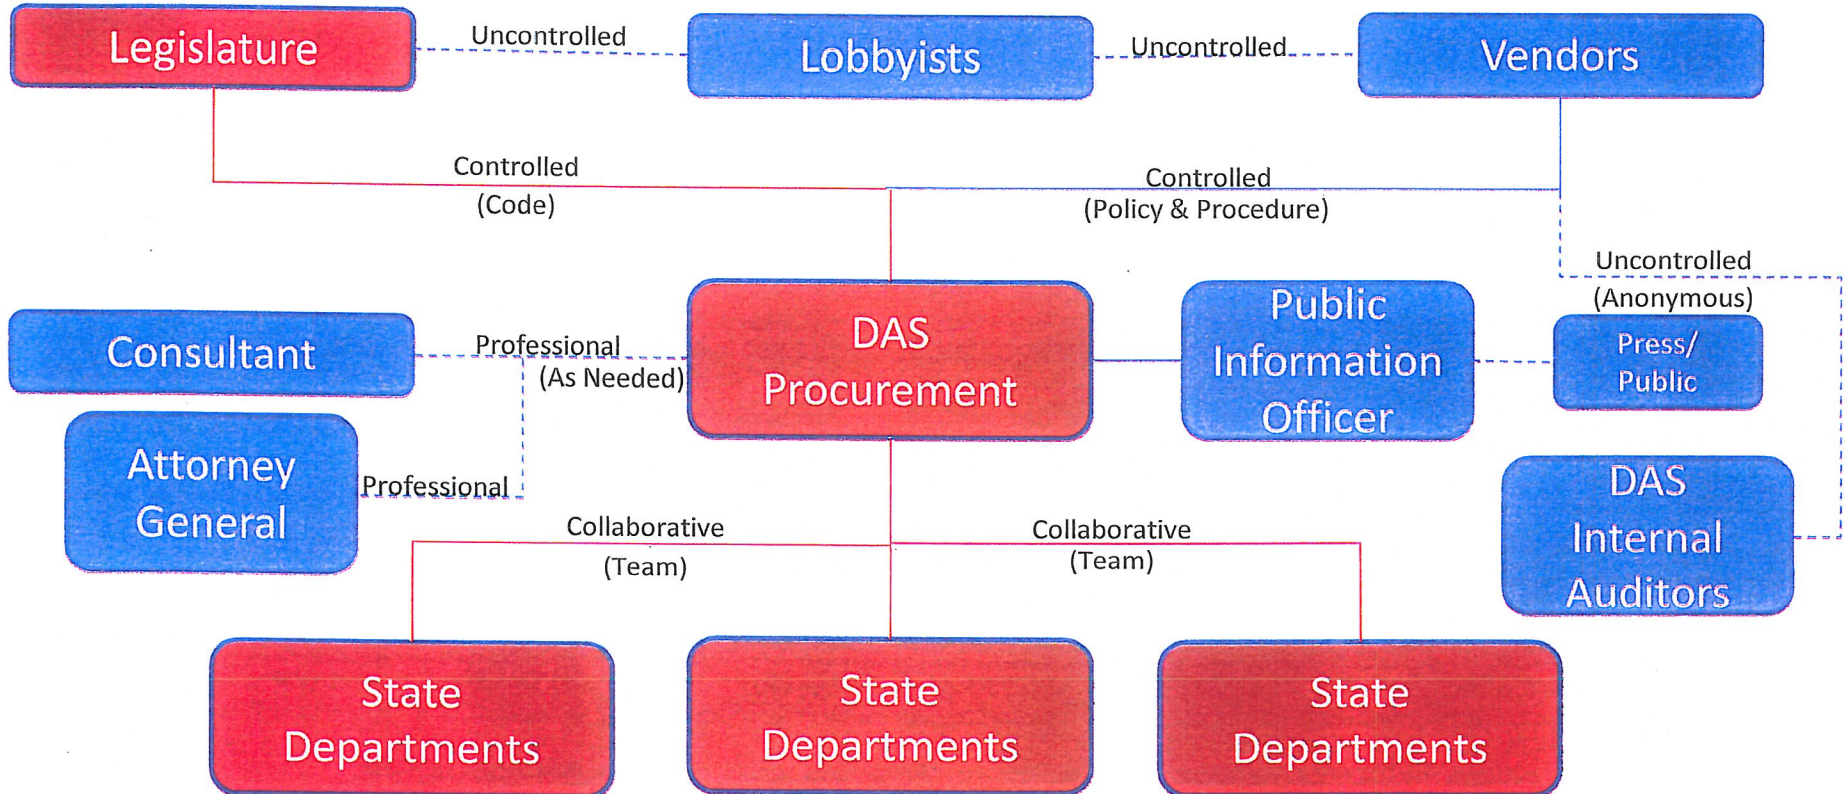 Legislature
Uncontrolled
Lobbyists
Uncontrolled
Vendors
Controlled
(Code)
Controlled
(Policy & Procedure)
Uncontrolled
(Anonymous)
Consultant
Professional
(As Needed)
DAS
Procurement
Public
Information
Officer
Press/
Public
Attorney
General
Professional
DAS
Internal
Auditors
Collaborative
(Team)
Collaborative
(Team)
State
Departments
State
Departments
State
Departments